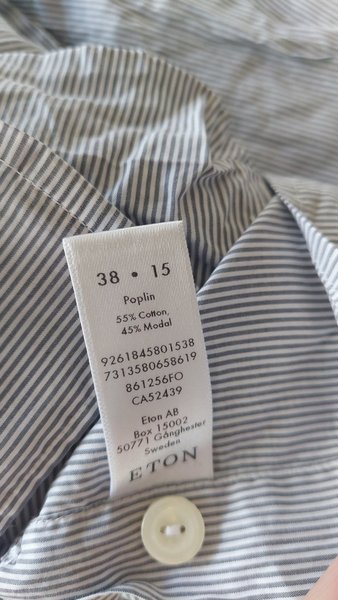 38 • 15
Poplin
55% Cotton,
45% Modal
9261845801538
7313580658619
861256FO
CA52439
Eton AB
Box 15002
50771 Gånghester
Sweden
ETON